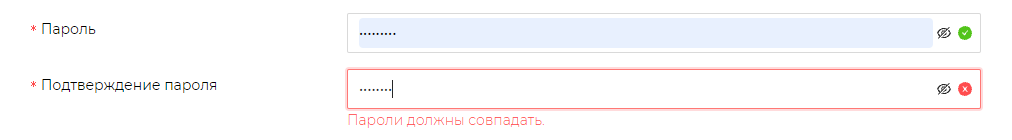 * Пароль
•••••••••
* Подтверждение пароля
••••••••
Пароли должны совпадать.